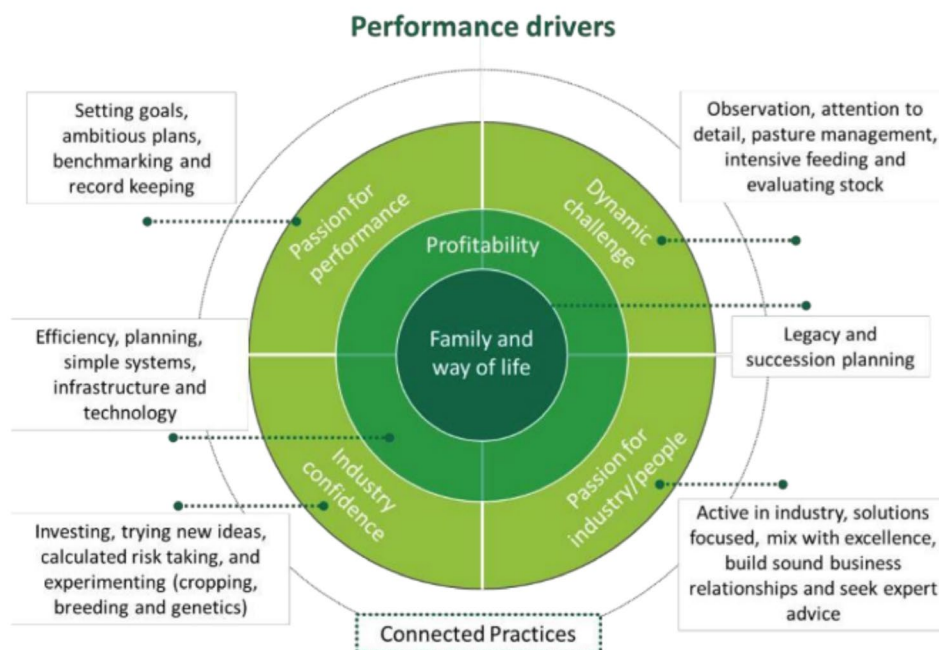 Performance drivers
Setting goals,
ambitious plans,
benchmarking and
record keeping
Observation, attention to
detail, pasture management,
intensive feeding and
evaluating stock
Passion for
performance
Dynamic
challenge
Profitability
Family and
way of life
Efficiency, planning,
simple systems,
infrastructure and
technology
Legacy and
succession planning
Industry
confidence
Passion for
industry/people
Investing, trying new ideas,
calculated risk taking, and
experimenting (cropping,
breeding and genetics)
Active in industry, solutions
focused, mix with excellence,
build sound business
relationships and seek expert
advice
Connected Practices